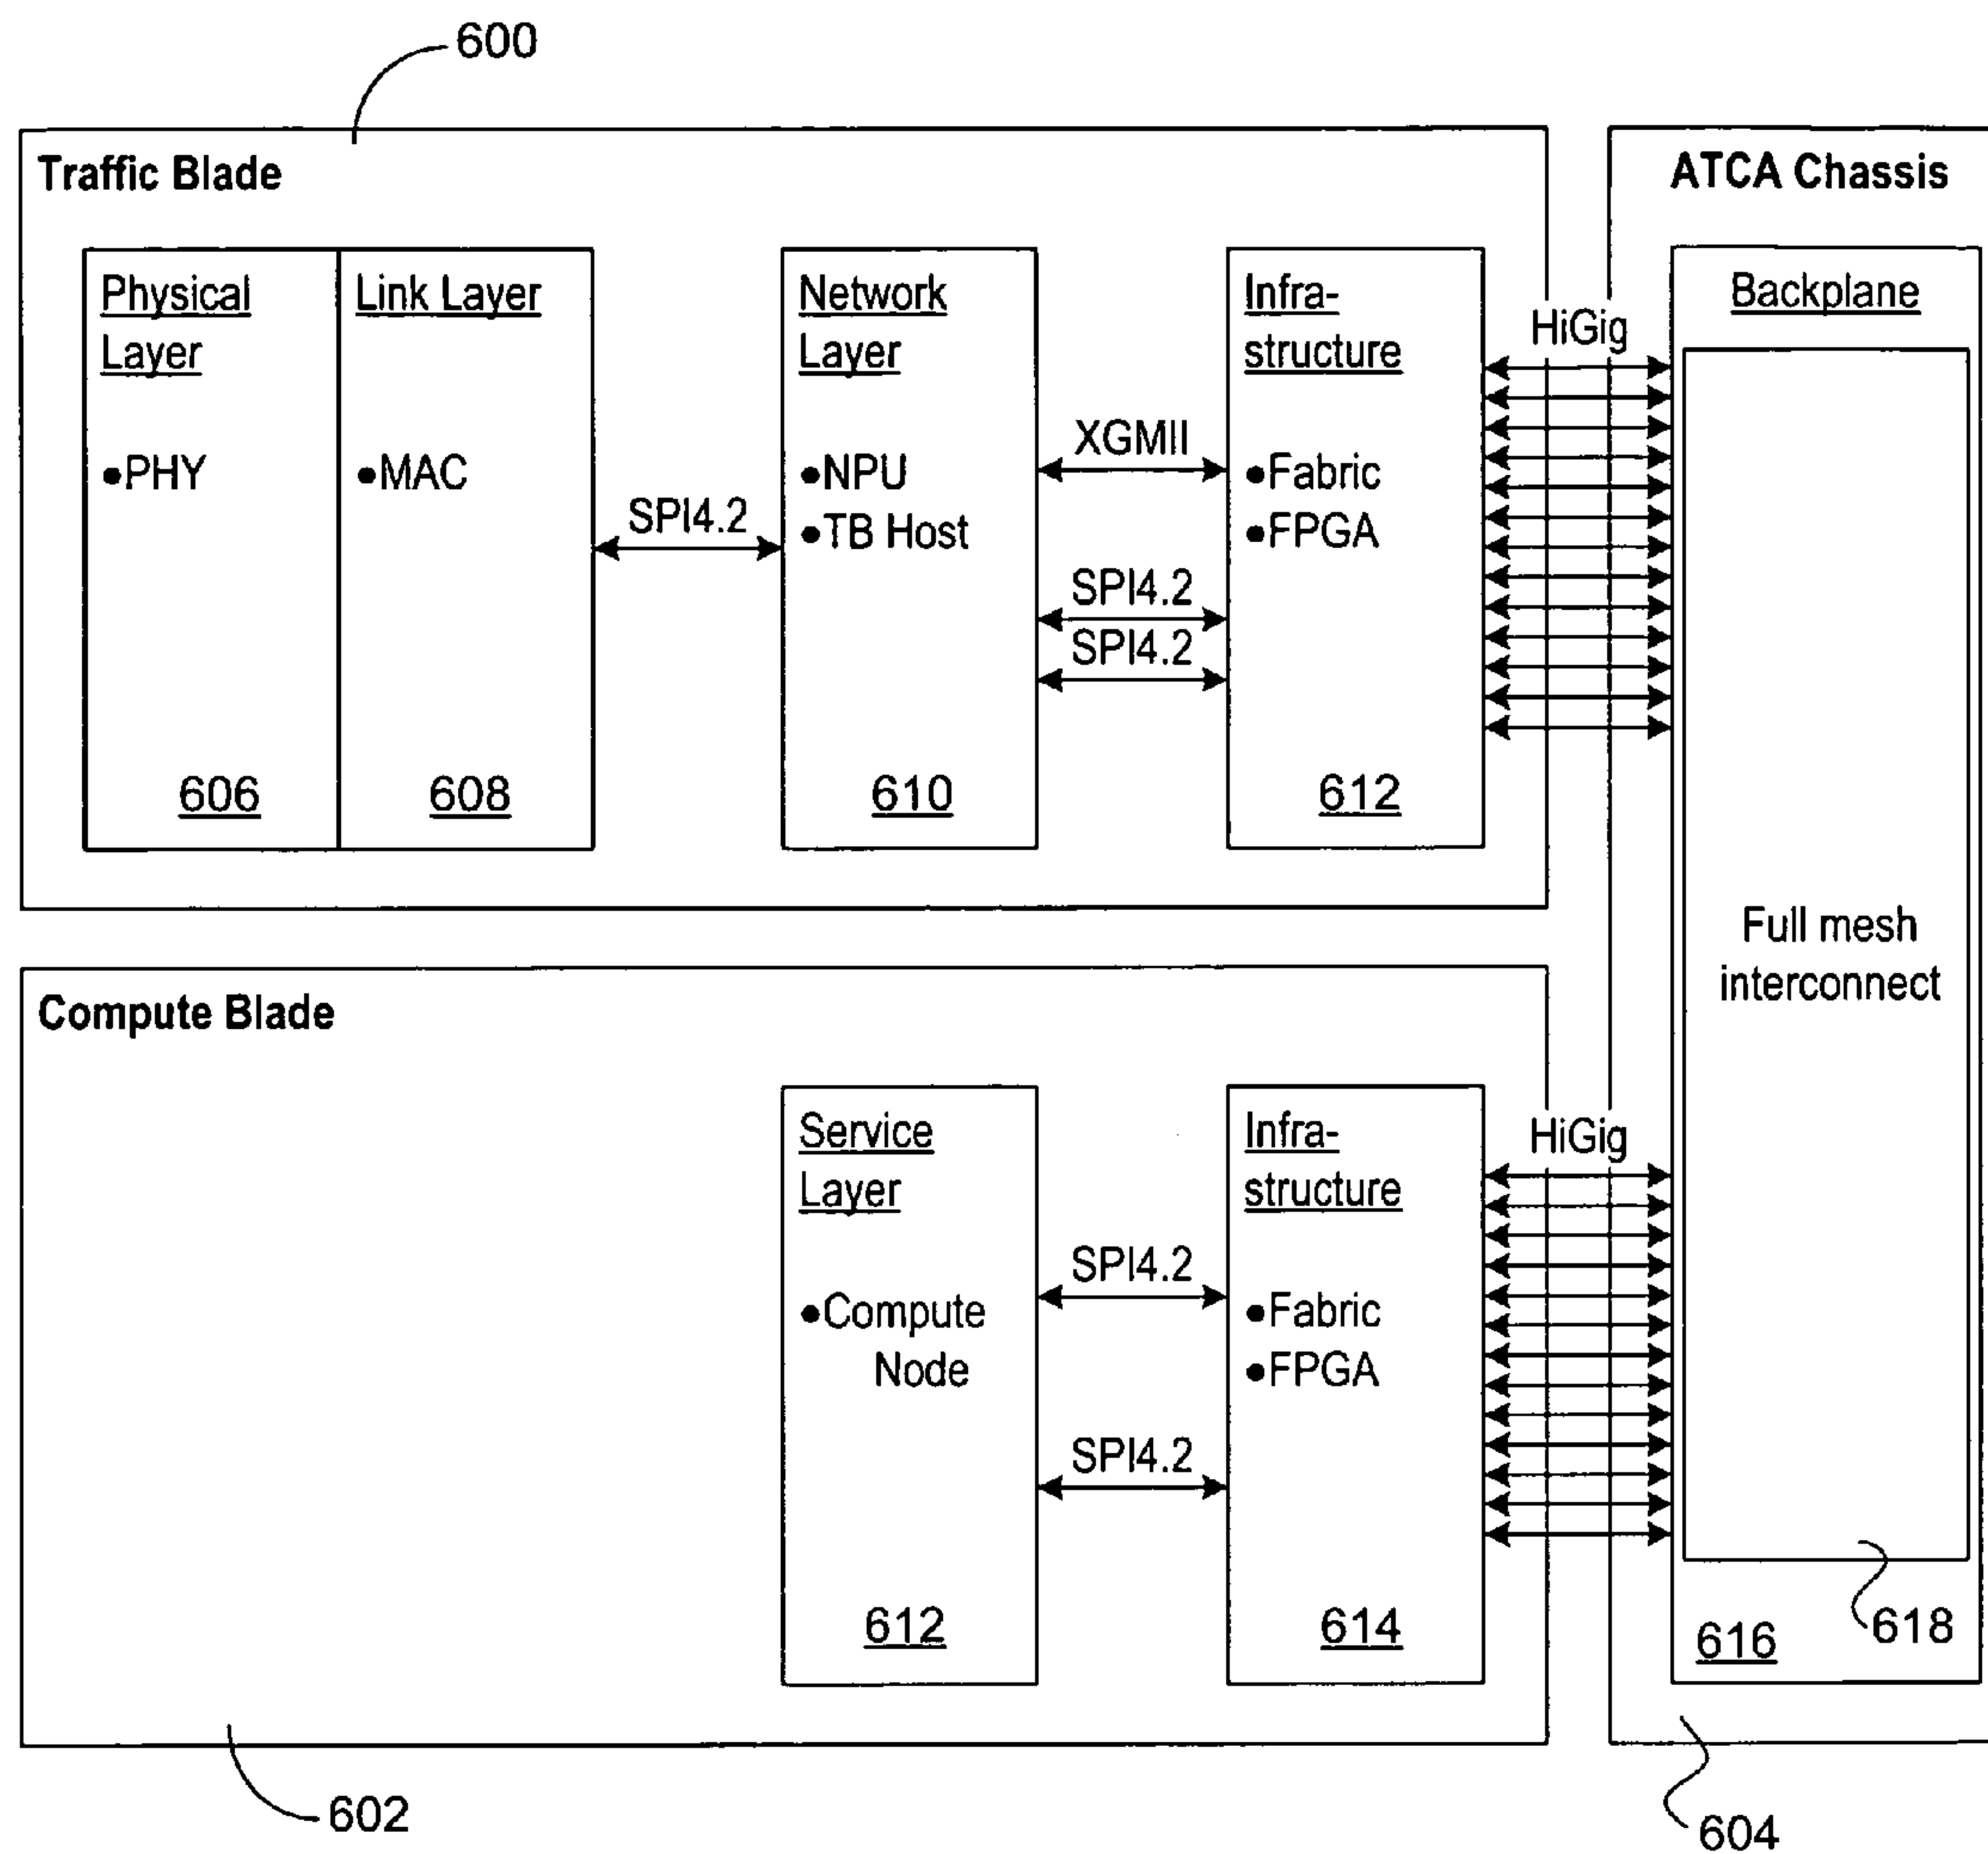 600
Traffic Blade
Physical
Layer
•PHY
606
Link Layer
•MAC
608
SPI4.2
Network
Layer
•NPU
•TB Host
610
XGMII
SPI4.2
SPI4.2
Infra-
structure
•Fabric
•FPGA
612
HiGig
ATCA Chassis
Backplane
Full mesh
interconnect
618
616
604
Compute Blade
Service
Layer
•Compute
Node
612
SPI4.2
SPI4.2
Infra-
structure
•Fabric
•FPGA
614
HiGig
602